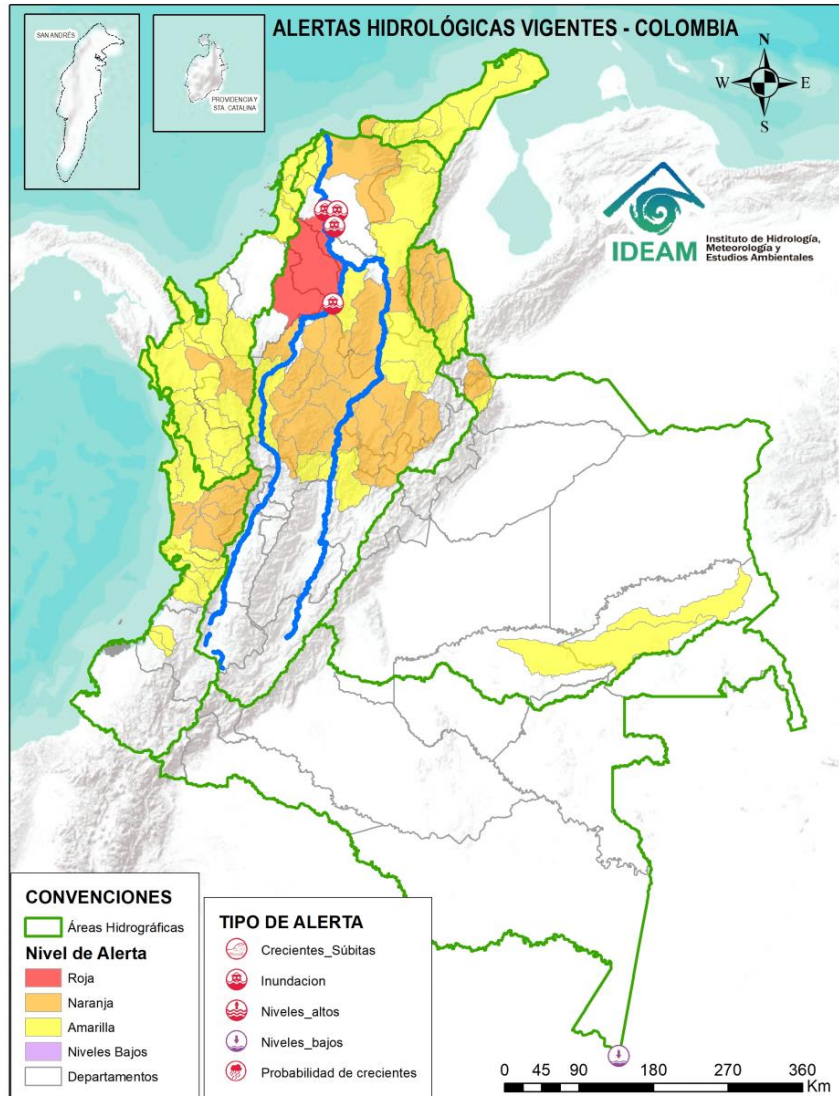 ALERTAS HIDROLÓGICAS VIGENTES - COLOMBIA
SAN ANDRÉS
PROVIDENCIA Y
STA. CATALINA
N
W
E
S
IDEAM
Instituto de Hidrología,
Meteorología y
Estudios Ambientales
CONVENCIONES
Áreas Hidrográficas
Nivel de Alerta
Roja
Naranja
Amarilla
Niveles Bajos
Departamentos
TIPO DE ALERTA
Crecientes_Súbitas
Inundacion
Niveles_altos
Niveles_bajos
Probabilidad de crecientes
0 45 90 180 270 360
Km